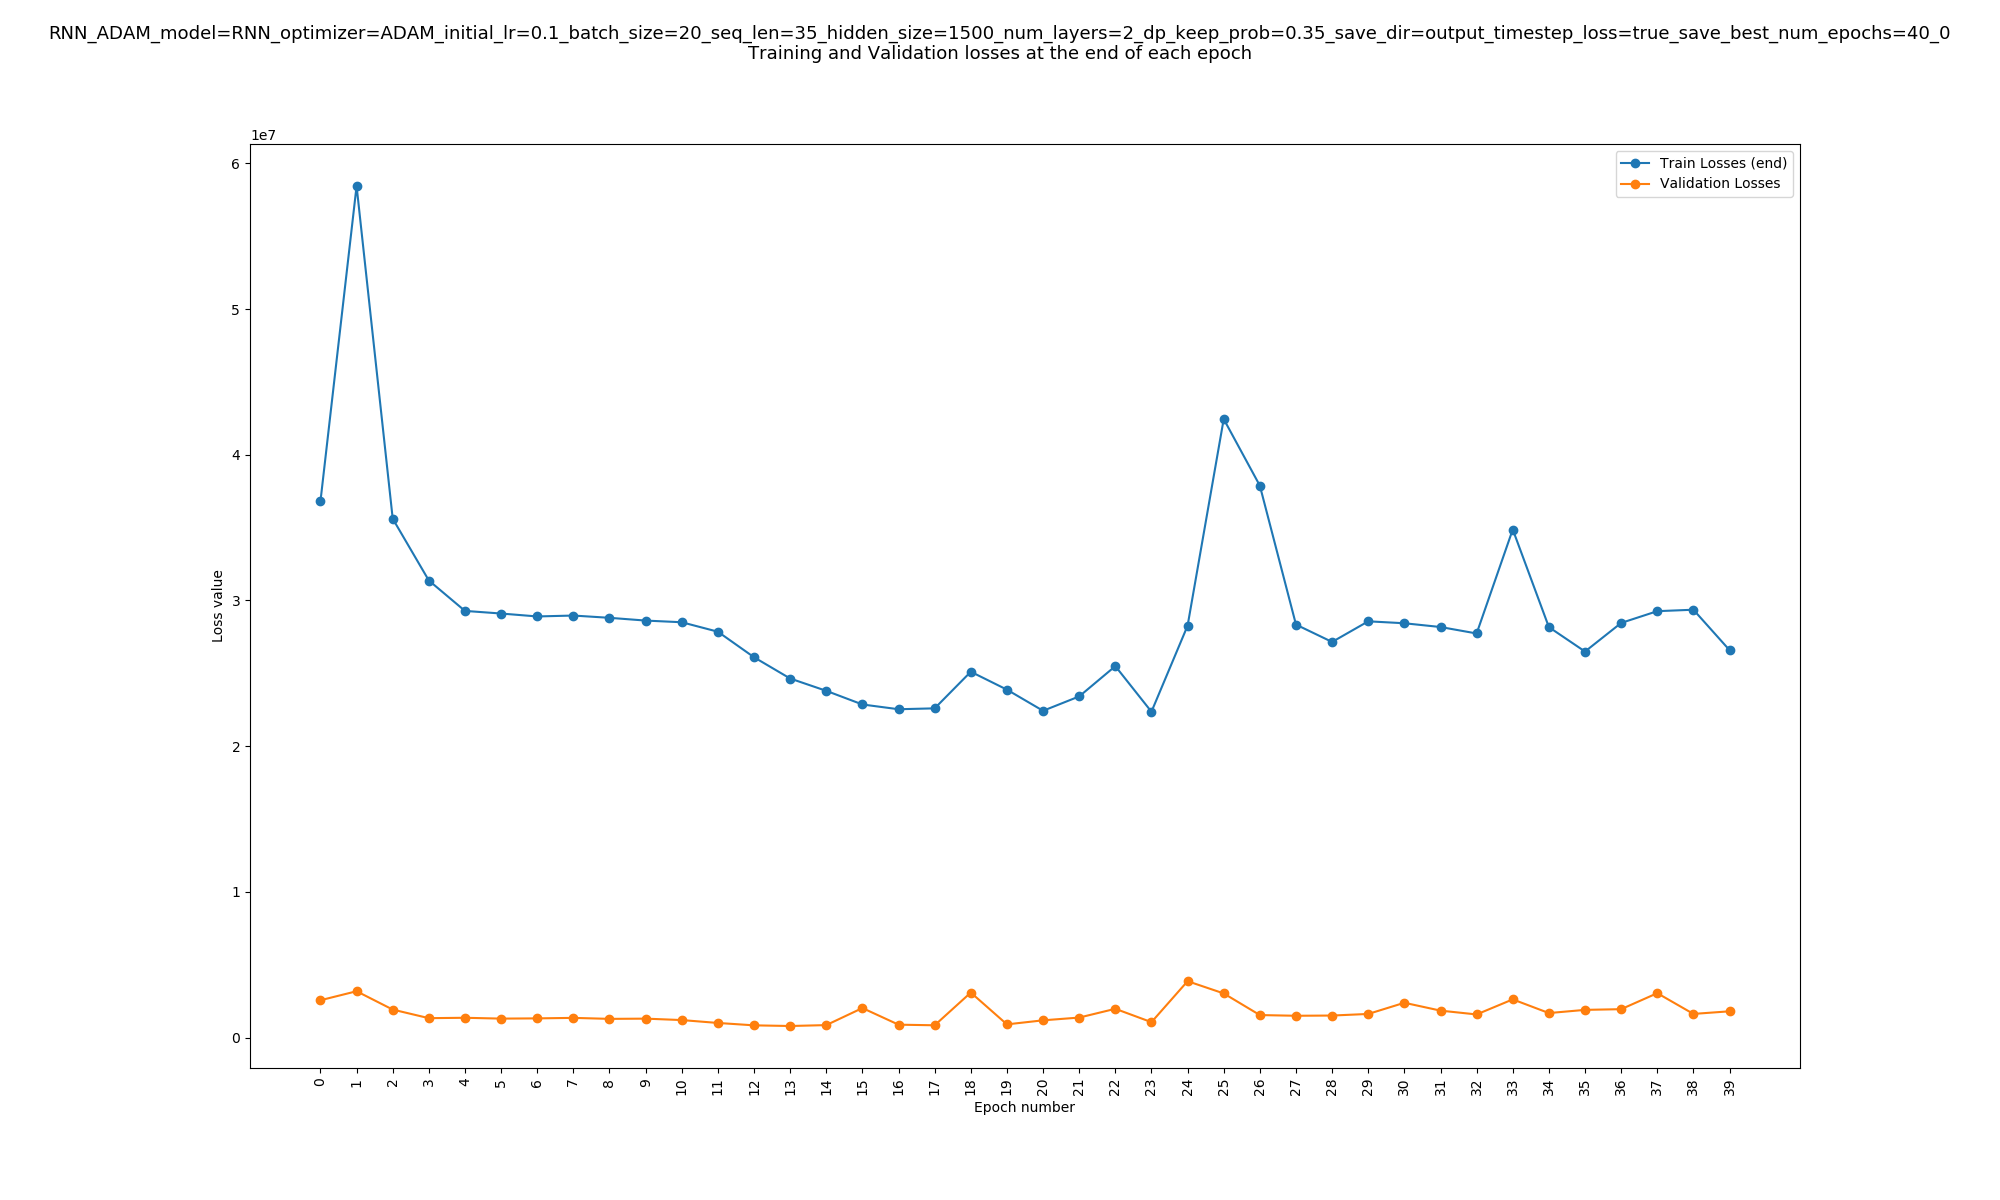 RNN_ADAM_model=RNN_optimizer=ADAM_initial_lr=0.1_batch_size=20_seq_len=35_hidden_size=1500_num_layers=2_dp_keep_prob=0.35_save_dir=output_timestep_loss=true_save_best_num_epochs=40_0
Training and Validation losses at the end of each epoch
1e7
Train Losses (end)
Validation Losses
6
5
4
3
2
1
0
Loss value
0 1 2 3 4 5 6 7 8 9 10 11 12 13 14 15 16 17 18 19 20 21 22 23 24 25 26 27 28 29 30 31 32 33 34 35 36 37 38 39
Epoch number